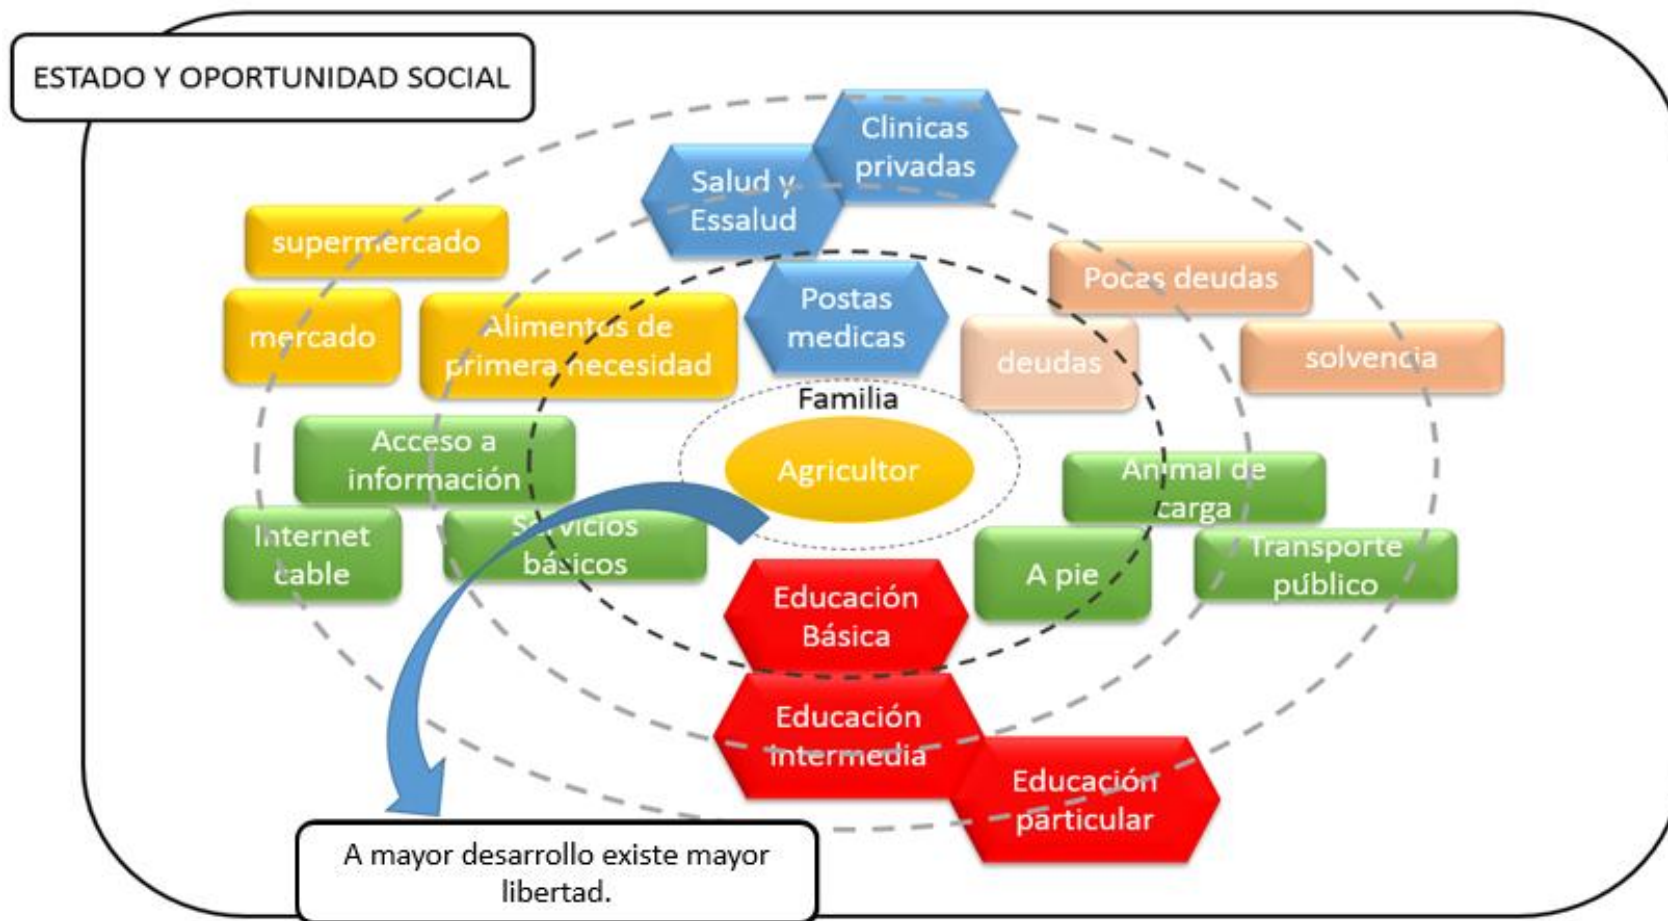 ESTADO Y OPORTUNIDAD SOCIAL
Clinicas
privadas
Salud y
Essalud
supermercado
Pocas deudas
Postas
medicas
mercado
Alimentos de
primera necesidad
deudas
solvencia
Familia
Agricultor
Acceso a
información
Animal de
carga
Internet
cable
Servicios
básicos
A pie
Transporte
público
Educación
Básica
Educación
intermedia
Educación
particular
A mayor desarrollo existe mayor
libertad.